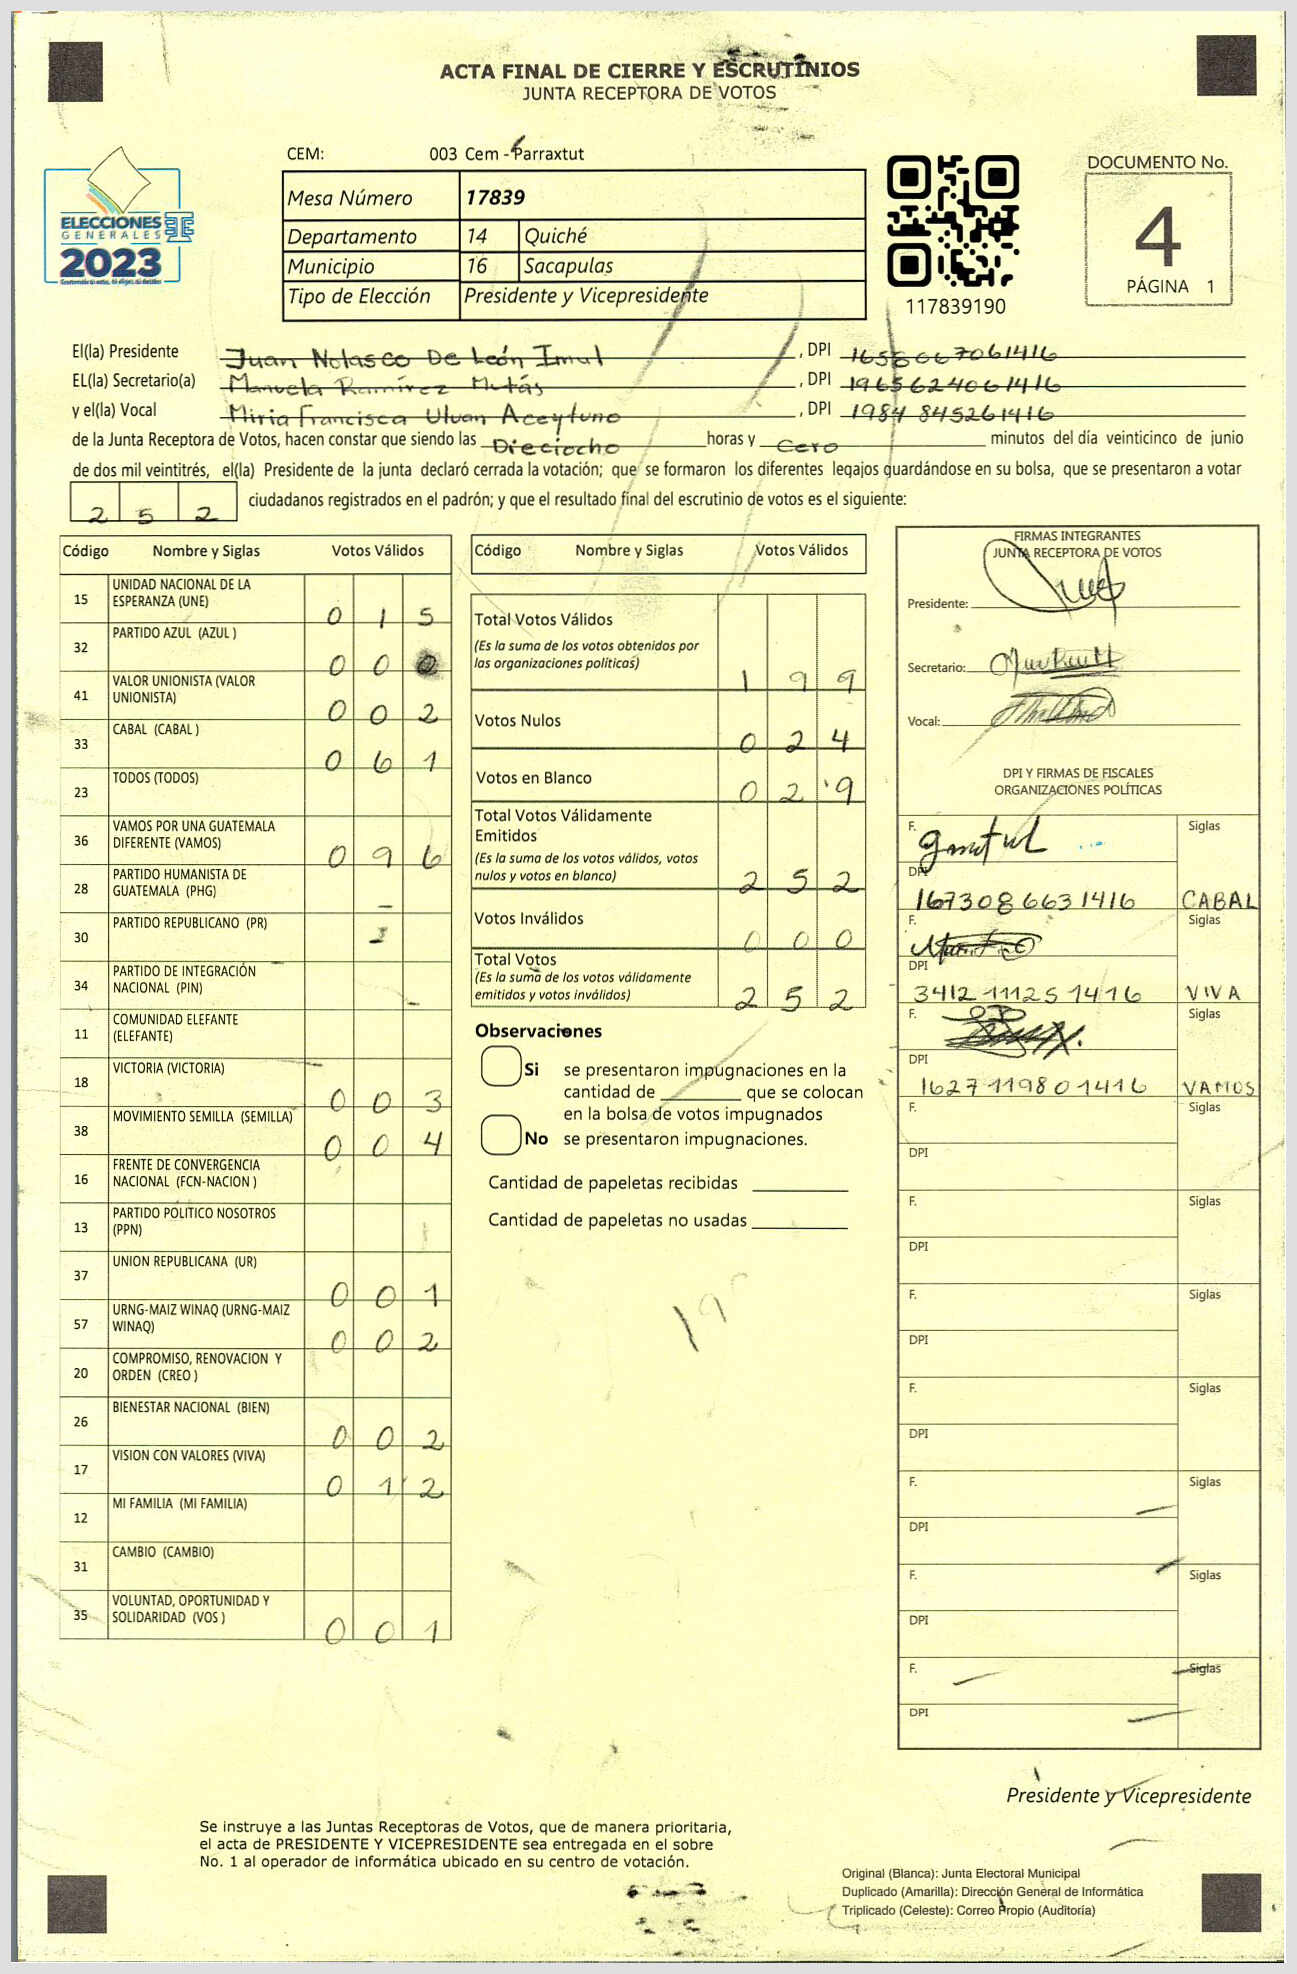 ACTA FINAL DE CIERRE Y ESCRUTINIOS
JUNTA RECEPTORA DE VOTOS
CEM: 003 Cem - Parraxtut
ELECCIONES
GENERALES
2023
Mesa Número 17839
Departamento 14 Quiché
Municipio 16 Sacapulas
Tipo de Elección Presidente y Vicepresidente
117839190
DOCUMENTO No.
4
PÁGINA 1
El(la) Presidente Juan Nolasco De León Imul, DPI 1658667061416
EL(la) Secretario(a) Manuela Ramírez Mutás, DPI 1965624061416
y el(la) Vocal Miria Francisca Uluan Aceytuno, DPI 1984 845261416
de la Junta Receptora de Votos, hacen constar que siendo las Dieciocho horas y Cero minutos del día veinticinco de junio
de dos mil veintitrés, el(la) Presidente de la junta declaró cerrada la votación; que se formaron los diferentes legajos guardándose en su bolsa, que se presentaron a votar
252 ciudadanos registrados en el padrón; y que el resultado final del escrutinio de votos es el siguiente:
Código Nombre y Siglas Votos Válidos
15 UNIDAD NACIONAL DE LA ESPERANZA (UNE) 0 1 5
32 PARTIDO AZUL (AZUL ) 0 0 0
41 VALOR UNIONISTA (VALOR UNIONISTA) 0 0 2
33 CABAL (CABAL ) 0 6 1
23 TODOS (TODOS)
36 VAMOS POR UNA GUATEMALA DIFERENTE (VAMOS) 0 9 6
28 PARTIDO HUMANISTA DE GUATEMALA (PHG)
30 PARTIDO REPUBLICANO (PR)
34 PARTIDO DE INTEGRACIÓN NACIONAL (PIN)
11 COMUNIDAD ELEFANTE (ELEFANTE)
18 VICTORIA (VICTORIA) 0 0 3
38 MOVIMIENTO SEMILLA (SEMILLA) 0 0 4
16 FRENTE DE CONVERGENCIA NACIONAL (FCN-NACION )
13 PARTIDO POLITICO NOSOTROS (PPN)
37 UNION REPUBLICANA (UR) 0 0 1
57 URNG-MAIZ WINAQ (URNG-MAIZ WINAQ) 0 0 2
20 COMPROMISO, RENOVACION Y ORDEN (CREO )
26 BIENESTAR NACIONAL (BIEN) 0 0 2
17 VISION CON VALORES (VIVA) 0 1 2
12 MI FAMILIA (MI FAMILIA)
31 CAMBIO (CAMBIO)
35 VOLUNTAD, OPORTUNIDAD Y SOLIDARIDAD (VOS ) 0 0 1
Código Nombre y Siglas Votos Válidos
Total Votos Válidos
(Es la suma de los votos obtenidos por
las organizaciones políticas) 1 9 9
Votos Nulos 0 2 4
Votos en Blanco 0 2 9
Total Votos Válidamente
Emitidos
(Es la suma de los votos válidos, votos
nulos y votos en blanco) 2 5 2
Votos Inválidos 0 0 0
Total Votos
(Es la suma de los votos válidamente
emitidos y votos inválidos) 2 5 2
Observaciones
Si se presentaron impugnaciones en la
cantidad de ________ que se colocan
en la bolsa de votos impugnados
No se presentaron impugnaciones.
Cantidad de papeletas recibidas
Cantidad de papeletas no usadas
19
FIRMAS INTEGRANTES
JUNTA RECEPTORA DE VOTOS
Presidente:
Secretario:
Vocal:
DPI Y FIRMAS DE FISCALES
ORGANIZACIONES POLÍTICAS
F. Siglas
DPI 1673086631416 CABAL
F. Siglas
DPI 3412 11125 1416 VIVA
F. Siglas
DPI 1627119801416 VAMOS
F. Siglas
DPI
F. Siglas
DPI
F. Siglas
DPI
F. Siglas
DPI
F. Siglas
DPI
F. Siglas
DPI
F. Siglas
DPI
Presidente y Vicepresidente
Se instruye a las Juntas Receptoras de Votos, que de manera prioritaria,
el acta de PRESIDENTE Y VICEPRESIDENTE sea entregada en el sobre
No. 1 al operador de informática ubicado en su centro de votación.
Original (Blanca): Junta Electoral Municipal
Duplicado (Amarilla): Dirección General de Informática
Triplicado (Celeste): Correo Propio (Auditoría)